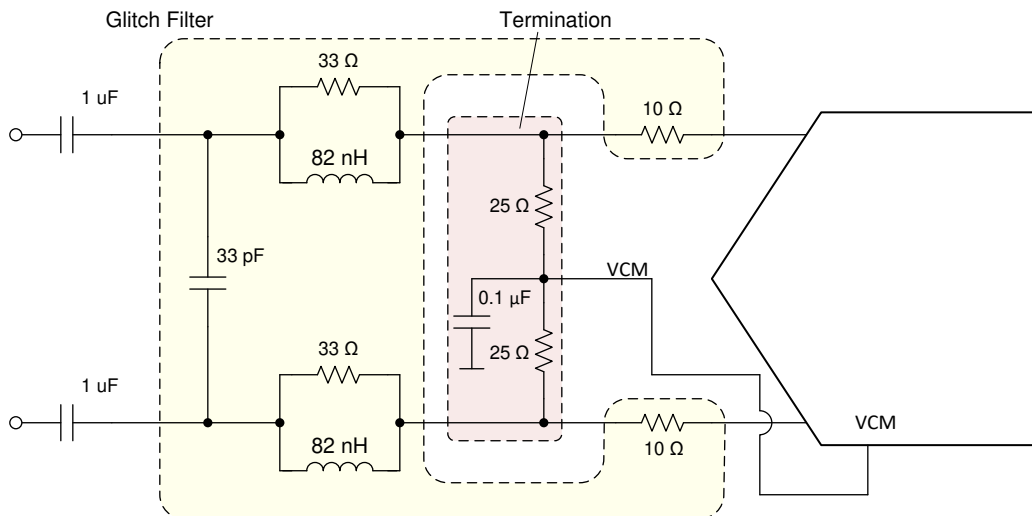 Glitch Filter
Termination
33 Ω
1 uF
10 Ω
82 nH
25 Ω
33 pF
VCM
0.1 µF
33 Ω
25 Ω
1 uF
VCM
82 nH
10 Ω